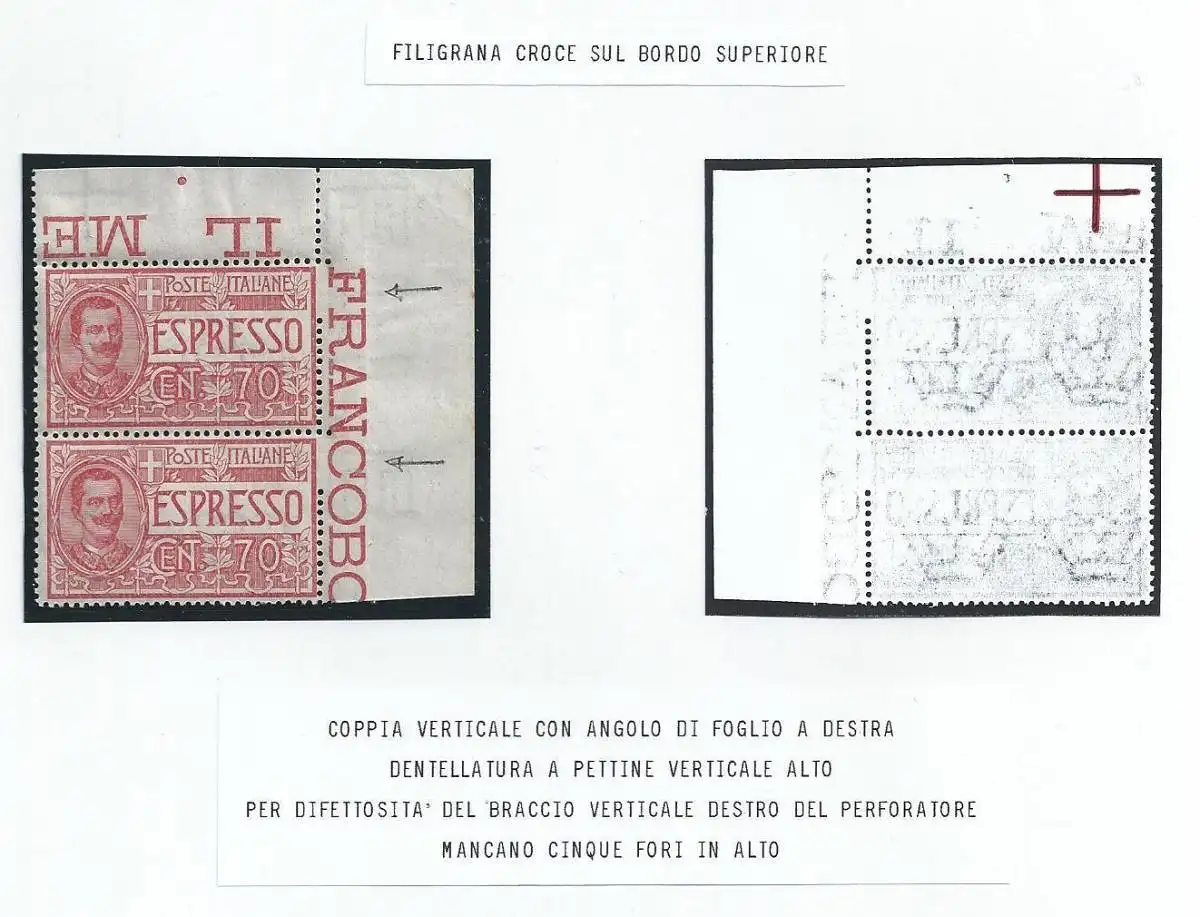 FILIGRANA CROCE SUL BORDO SUPERIORE
ME IL
FRANCOBO
POSTE ITALIANE
ESPRESSO
CENT. 70
POSTE ITALIANE
ESPRESSO
CENT. 70
COPPIA VERTICALE CON ANGOLO DI FOGLIO A DESTRA
DENTELLATURA A PETTINE VERTICALE ALTO
PER DIFETTOSITA' DEL BRACCIO VERTICALE DESTRO DEL PERFORATORE
MANCANO CINQUE FORI IN ALTO